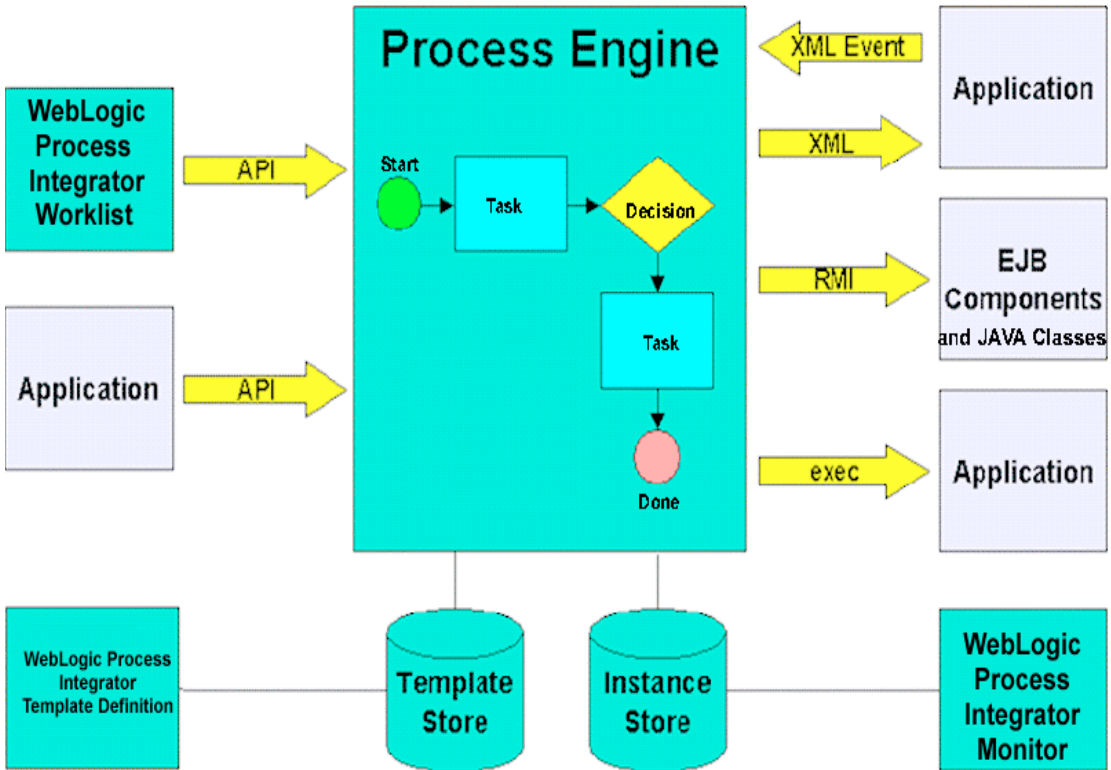 Process Engine
XML Event
Application
WebLogic
Process
Integrator
Worklist
API
XML
Start
Task
Decision
RMI
EJB
Components
and JAVA Classes
Task
Application
API
exec
Application
Done
WebLogic Process
Integrator
Template Definition
Template
Store
Instance
Store
WebLogic
Process
Integrator
Monitor